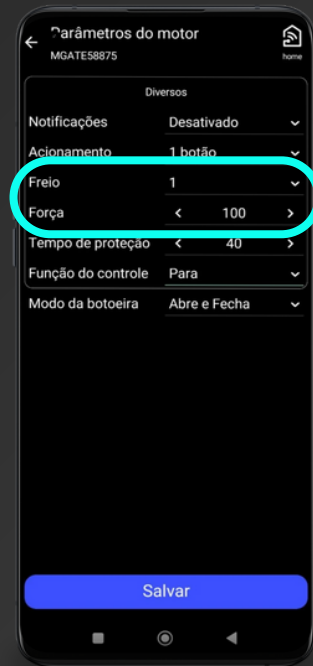 Parâmetros do motor
MGATE58875
home
Diversos
Notificações Desativado
Acionamento 1 botão
Freio 1
Força < 100 >
Tempo de proteção < 40 >
Função do controle Para
Modo da botoeira Abre e Fecha
Salvar